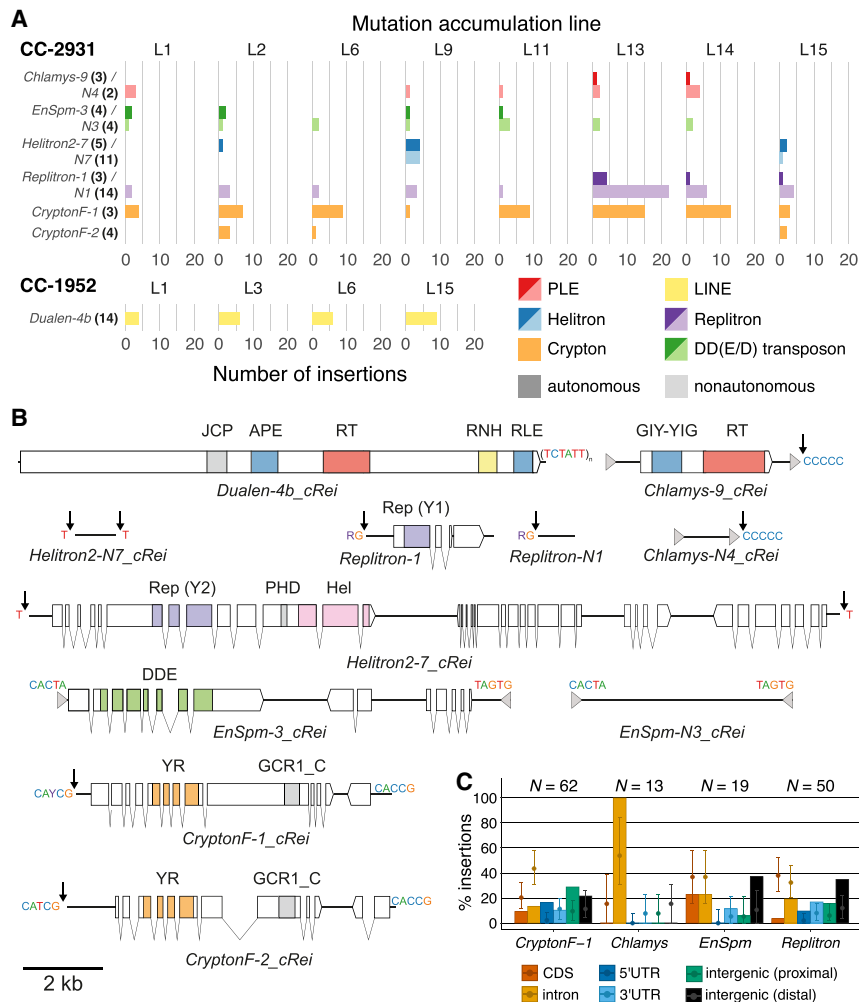 A
Mutation accumulation line
CC-2931
L1 L2 L6 L9 L11 L13 L14 L15
Chlamys-9 (3) /
N4 (2)
EnSpm-3 (4) /
N3 (4)
Helitron2-7 (5) /
N7 (11)
Replitron-1 (3) /
N1 (14)
CryptonF-1 (3)
CryptonF-2 (4)
0 10 20 0 10 20 0 10 20 0 10 20 0 10 20 0 10 20 0 10 20 0 10 20
CC-1952
L1 L3 L6 L15
Dualen-4b (14)
0 10 20 0 10 20 0 10 20 0 10 20
Number of insertions
PLE LINE
Helitron Replitron
Crypton DD(E/D) transposon
autonomous nonautonomous
B
JCP APE RT RNH RLE
(TCTATT)n
Dualen-4b_cRei
GIY-YIG RT
CCCCC
Chlamys-9_cRei
T T
Helitron2-N7_cRei
Rep (Y1)
RG
Replitron-1
RG
Replitron-N1
CCCCC
Chlamys-N4_cRei
Rep (Y2) PHD Hel
T T
Helitron2-7_cRei
DDE
CACTA TAGTG
EnSpm-3_cRei
CACTA TAGTG
EnSpm-N3_cRei
YR GCR1_C
CAYCG CACCG
CryptonF-1_cRei
YR GCR1_C
CATCG CACCG
CryptonF-2_cRei
2 kb
C
N = 62 N = 13 N = 19 N = 50
100
80
60
40
20
0
% insertions
CryptonF-1 Chlamys EnSpm Replitron
CDS 5'UTR intergenic (proximal)
intron 3'UTR intergenic (distal)